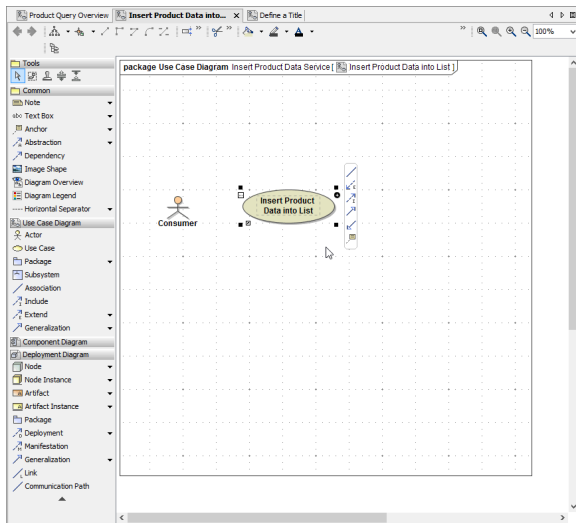 Product Query Overview
Insert Product Data into...
Define a Title
100%
Tools
package Use Case Diagram Insert Product Data Service [ Insert Product Data into List ]
Common
Note
abc Text Box
Anchor
Abstraction
Dependency
Image Shape
Diagram Overview
Diagram Legend
Horizontal Separator
Insert Product
Data into List
Consumer
Use Case Diagram
Actor
Use Case
Package
Subsystem
Association
Include
Extend
Generalization
Component Diagram
Deployment Diagram
Node
Node Instance
Artifact
Artifact Instance
Package
Deployment
Manifestation
Generalization
Link
Communication Path